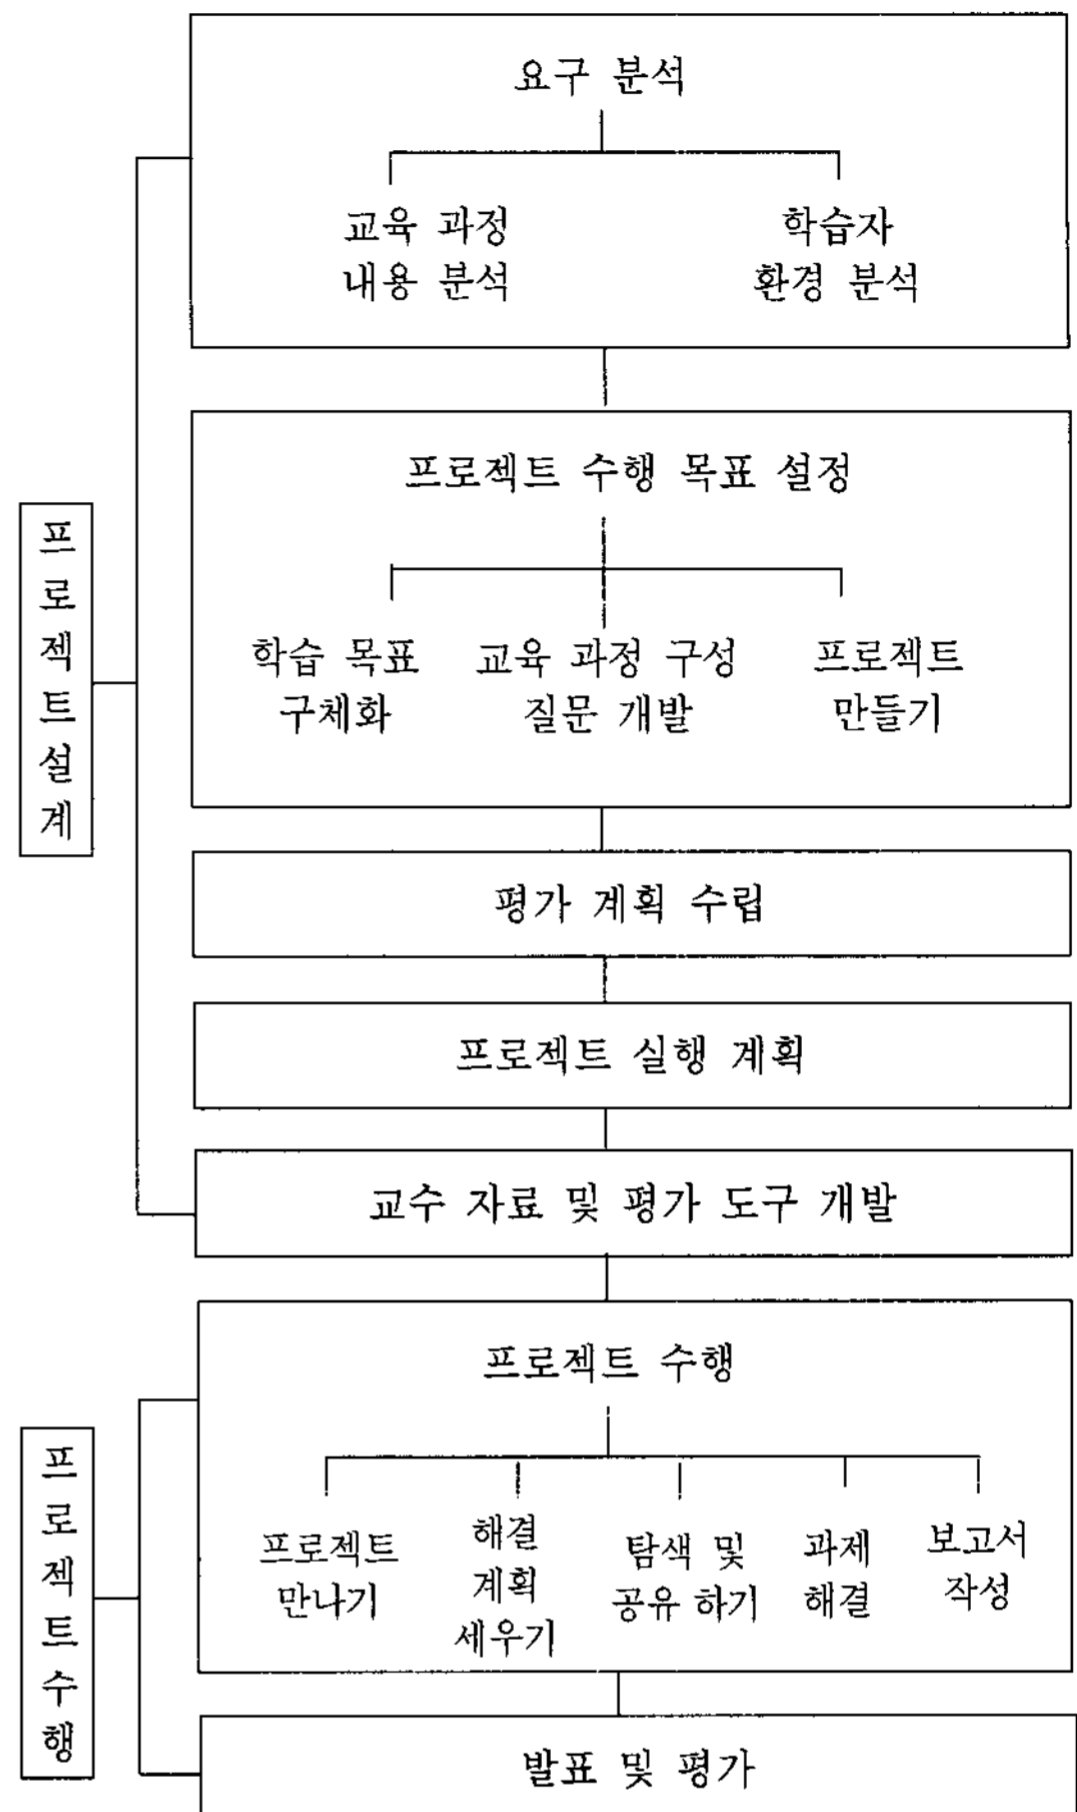 요구 분석
교육 과정
내용 분석
학습자
환경 분석
프로젝트 수행 목표 설정
학습 목표
구체화
교육 과정 구성
질문 개발
프로젝트
만들기
프로젝트설계
평가 계획 수립
프로젝트 실행 계획
교수 자료 및 평가 도구 개발
프로젝트 수행
프로젝트
만나기
해결
계획
세우기
탐색 및
공유 하기
과제
해결
보고서
작성
프로젝트수행
발표 및 평가